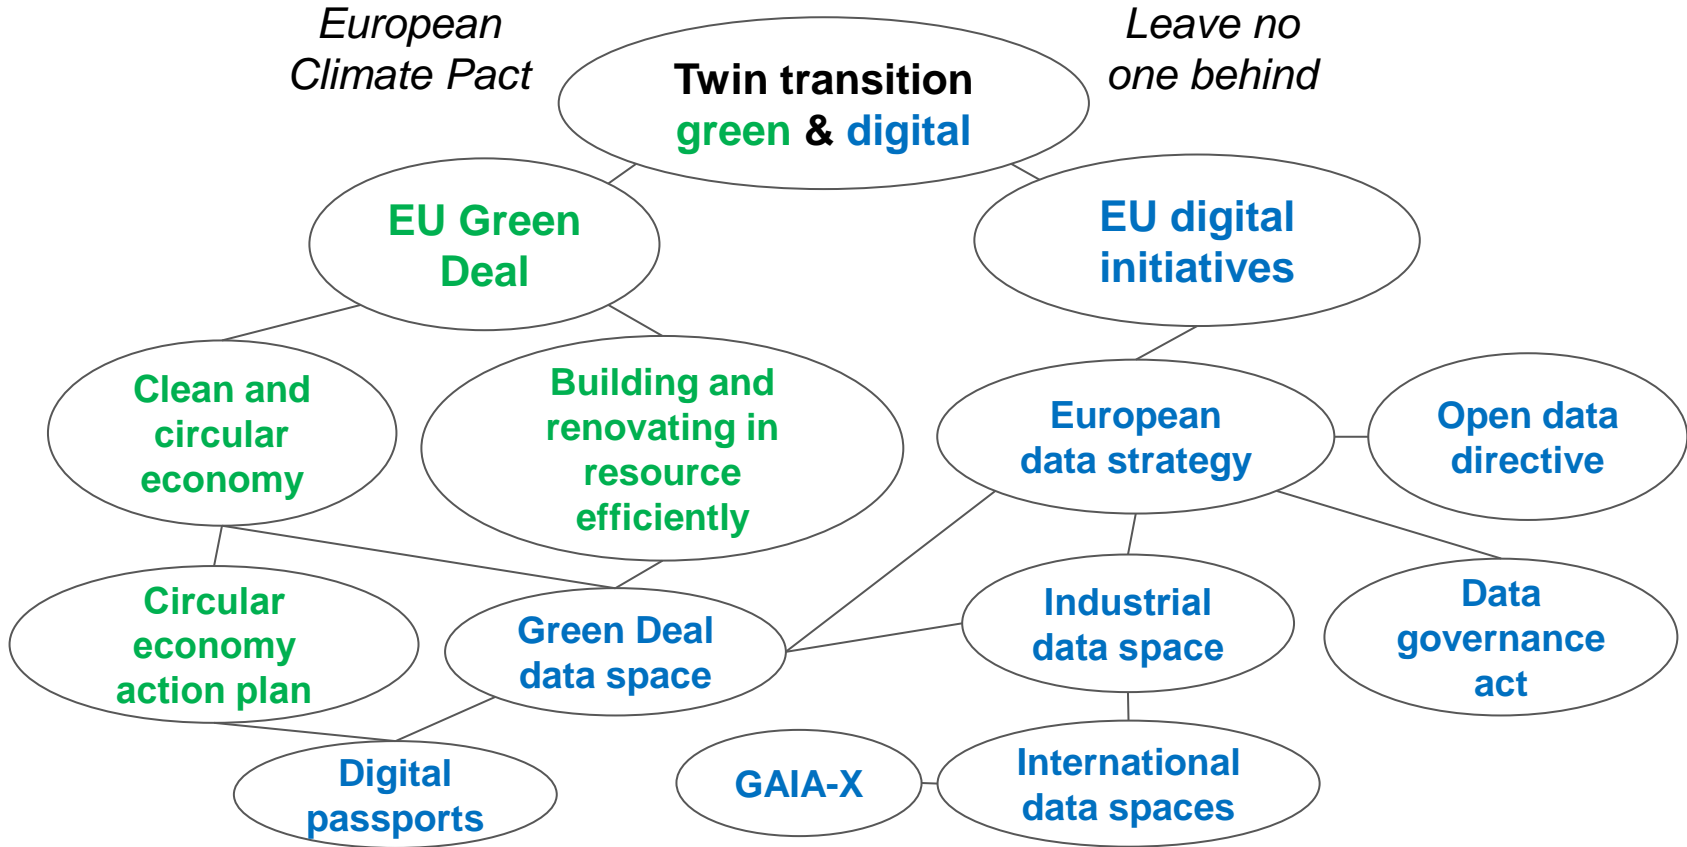 European
Climate Pact
Leave no
one behind
Twin transition
green & digital
EU Green
Deal
EU digital
initiatives
Clean and
circular
economy
Building and
renovating in
resource
efficiently
European
data strategy
Open data
directive
Circular
economy
action plan
Green Deal
data space
Industrial
data space
Data
governance
act
Digital
passports
GAIA-X
International
data spaces